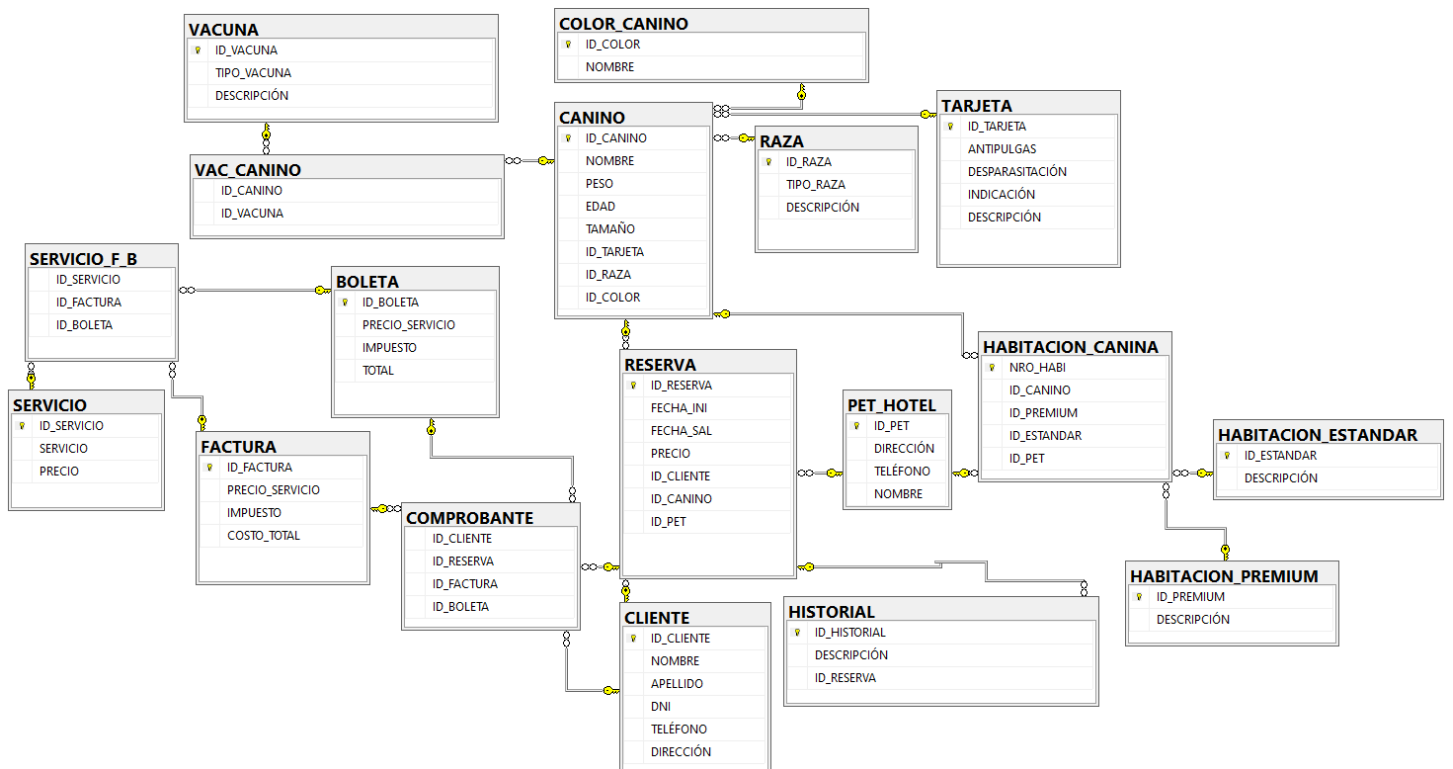 VACUNA
ID_VACUNA
TIPO_VACUNA
DESCRIPCIÓN
COLOR_CANINO
ID_COLOR
NOMBRE
CANINO
ID_CANINO
NOMBRE
PESO
EDAD
TAMAÑO
ID_TARJETA
ID_RAZA
ID_COLOR
RAZA
ID_RAZA
TIPO_RAZA
DESCRIPCIÓN
TARJETA
ID_TARJETA
ANTIPULGAS
DESPARASITACIÓN
INDICACIÓN
DESCRIPCIÓN
VAC_CANINO
ID_CANINO
ID_VACUNA
SERVICIO_F_B
ID_SERVICIO
ID_FACTURA
ID_BOLETA
BOLETA
ID_BOLETA
PRECIO_SERVICIO
IMPUESTO
TOTAL
SERVICIO
ID_SERVICIO
SERVICIO
PRECIO
FACTURA
ID_FACTURA
PRECIO_SERVICIO
IMPUESTO
COSTO_TOTAL
COMPROBANTE
ID_CLIENTE
ID_RESERVA
ID_FACTURA
ID_BOLETA
RESERVA
ID_RESERVA
FECHA_INI
FECHA_SAL
PRECIO
ID_CLIENTE
ID_CANINO
ID_PET
PET_HOTEL
ID_PET
DIRECCIÓN
TELÉFONO
NOMBRE
HABITACION_CANINA
NRO_HABI
ID_CANINO
ID_PREMIUM
ID_ESTANDAR
ID_PET
HABITACION_ESTANDAR
ID_ESTANDAR
DESCRIPCIÓN
HABITACION_PREMIUM
ID_PREMIUM
DESCRIPCIÓN
CLIENTE
ID_CLIENTE
NOMBRE
APELLIDO
DNI
TELÉFONO
DIRECCIÓN
HISTORIAL
ID_HISTORIAL
DESCRIPCIÓN
ID_RESERVA